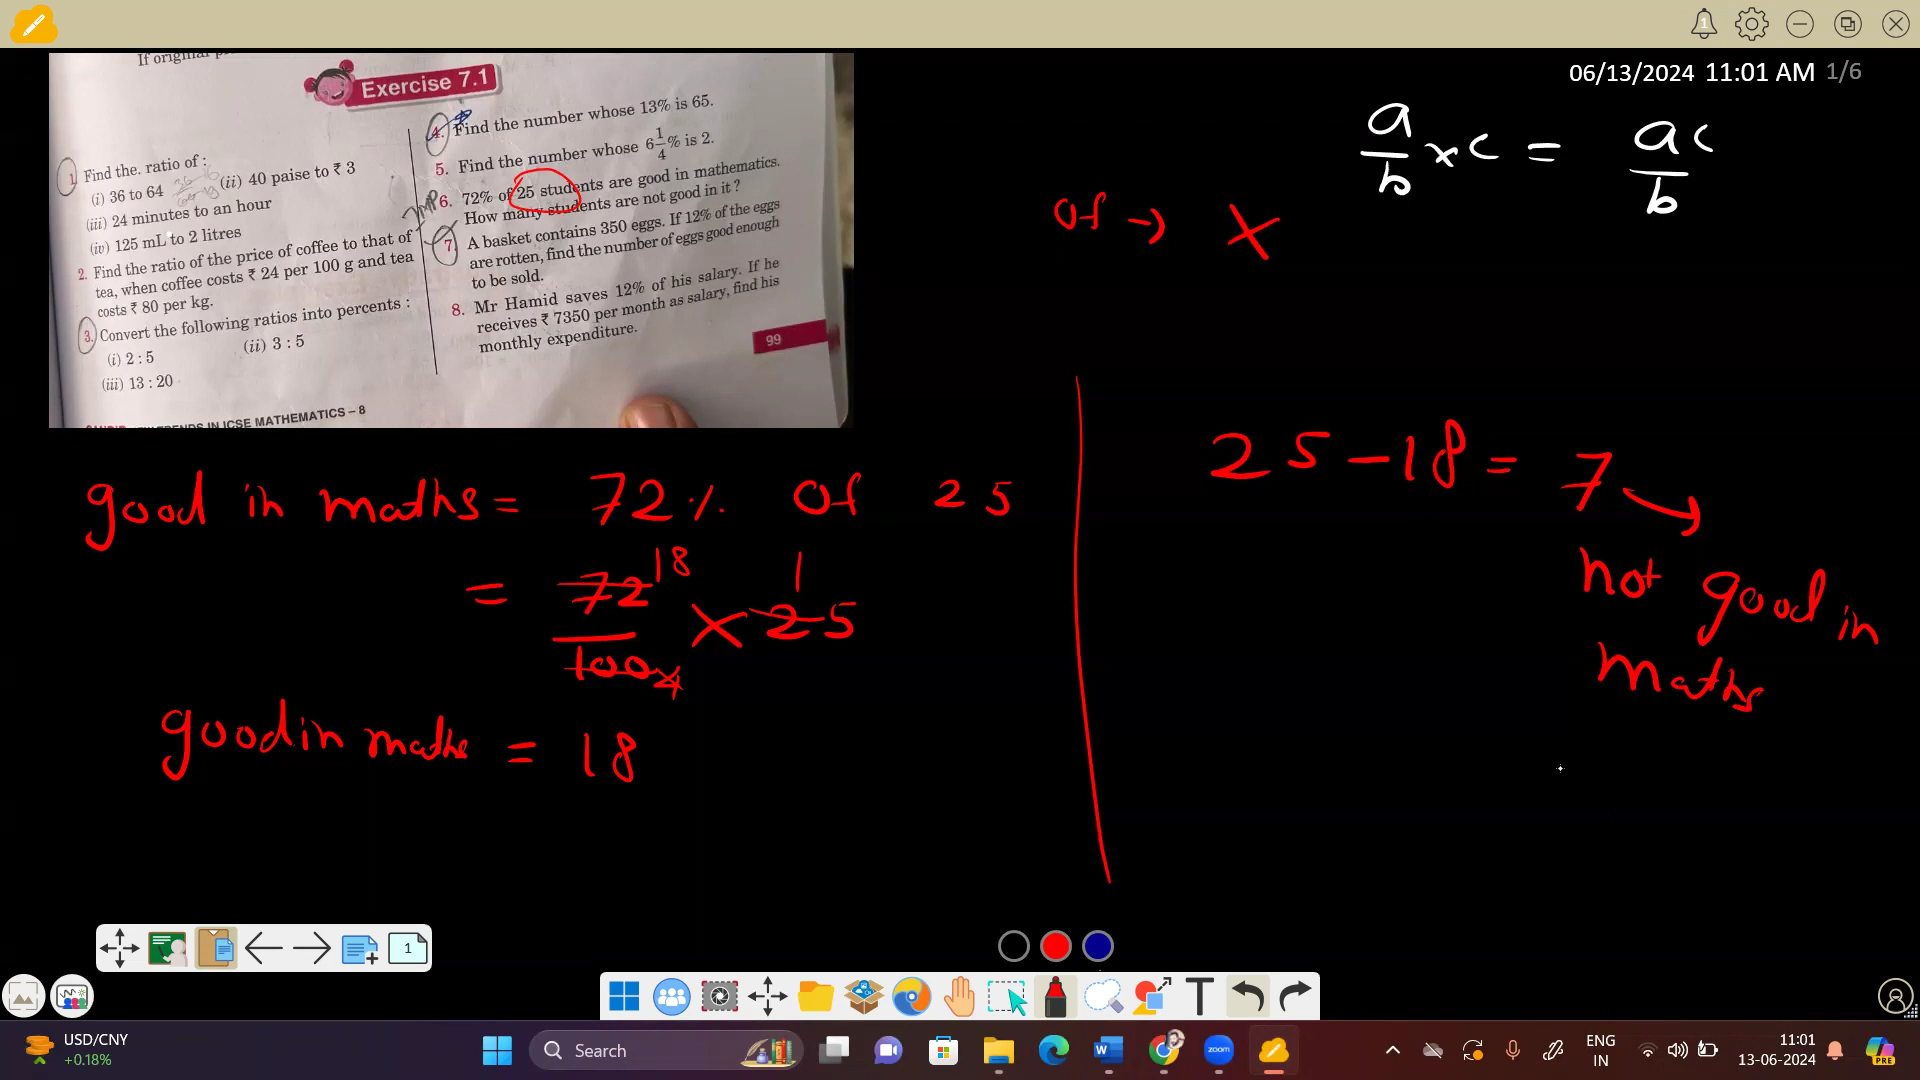 06/13/2024 11:01 AM 1/6
If original
Exercise 7.1
1. Find the. ratio of :
(i) 36 to 64
(ii) 40 paise to ₹ 3
(iii) 24 minutes to an hour
(iv) 125 mL to 2 litres
2. Find the ratio of the price of coffee to that of
tea, when coffee costs ₹ 24 per 100 g and tea
costs ₹ 80 per kg.
3. Convert the following ratios into percents :
(i) 2 : 5
(ii) 3 : 5
(iii) 13 : 20
TRENDS IN ICSE MATHEMATICS – 8
4. Find the number whose 13% is 65.
5. Find the number whose 6 1/4% is 2.
IMP 6. 72% of 25 students are good in mathematics.
How many students are not good in it ?
7. A basket contains 350 eggs. If 12% of the eggs
are rotten, find the number of eggs good enough
to be sold.
8. Mr Hamid saves 12% of his salary. If he
receives ₹ 7350 per month as salary, find his
monthly expenditure.
99
a/b × c = ac/b
of → ×
good in maths = 72% of 25
= 72/100 × 25
18 1
4
good in maths = 18
25 - 18 = 7 →
not good in
maths
1
1
USD/CNY
+0.18%
Search
zoom
ENG
IN
11:01
13-06-2024
PRE